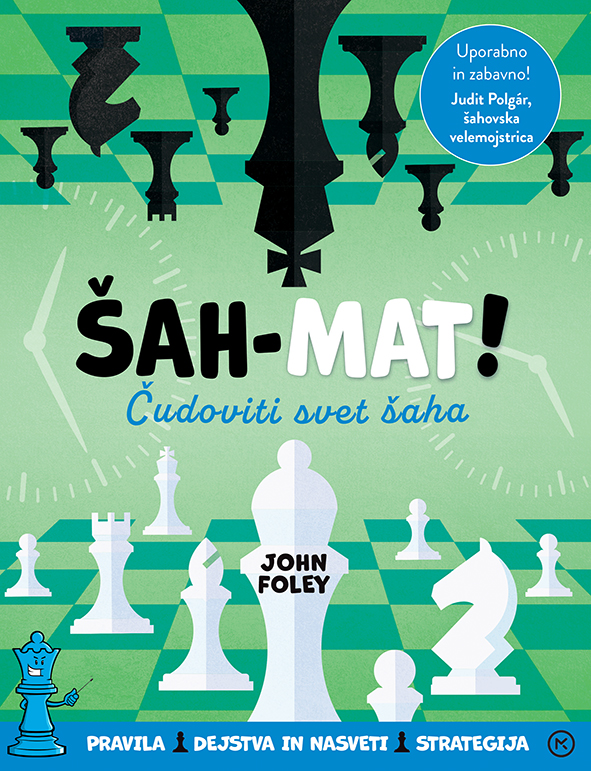 Uporabno
in zabavno!
Judit Polgár,
šahovska
velemojstrica
ŠAH-MAT!
Čudoviti svet šaha
JOHN
FOLEY
PRAVILA DEJSTVA IN NASVETI STRATEGIJA